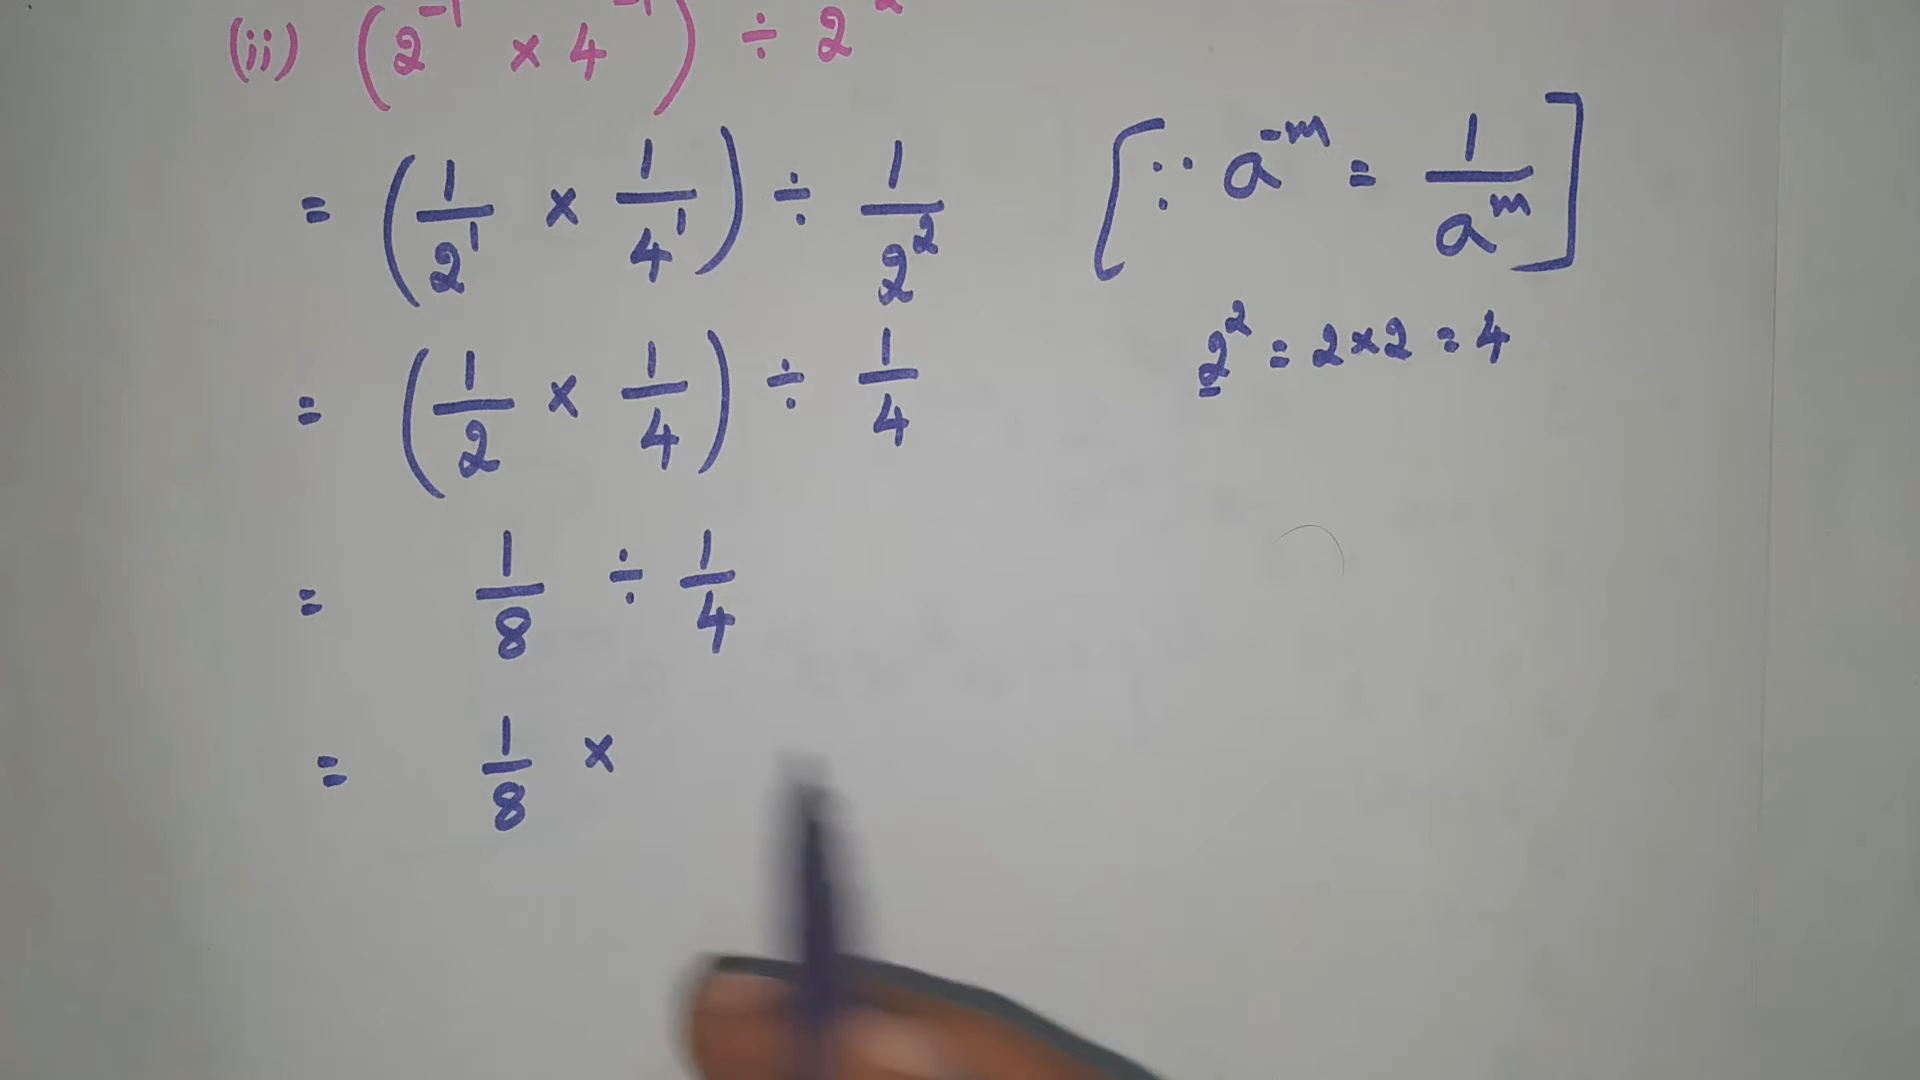 (ii) (2⁻¹ × 4⁻¹) ÷ 2⁻²
= (1/2¹ × 1/4¹) ÷ 1/2² [∵ a⁻ᵐ = 1/aᵐ]
2² = 2×2 = 4
= (1/2 × 1/4) ÷ 1/4
= 1/8 ÷ 1/4
= 1/8 ×